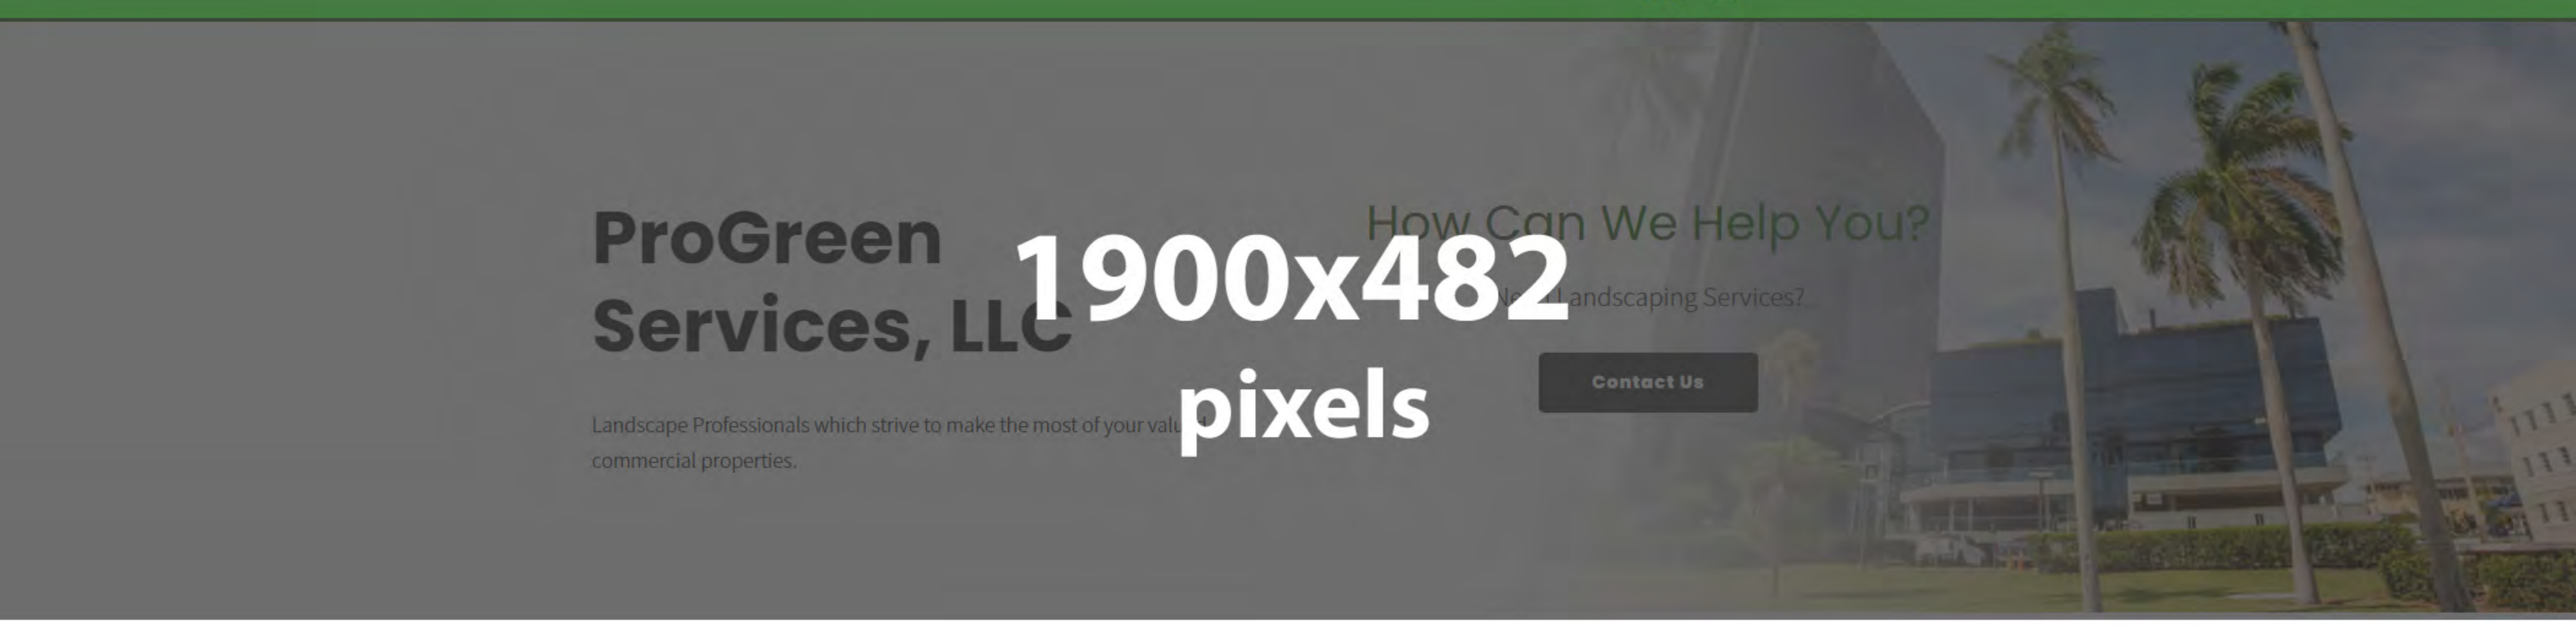 ProGreen
Services, LLC
Landscape Professionals which strive to make the most of your
commercial properties.
1900x482
pixels
How Can We Help You?
Landscaping Services?
Contact Us